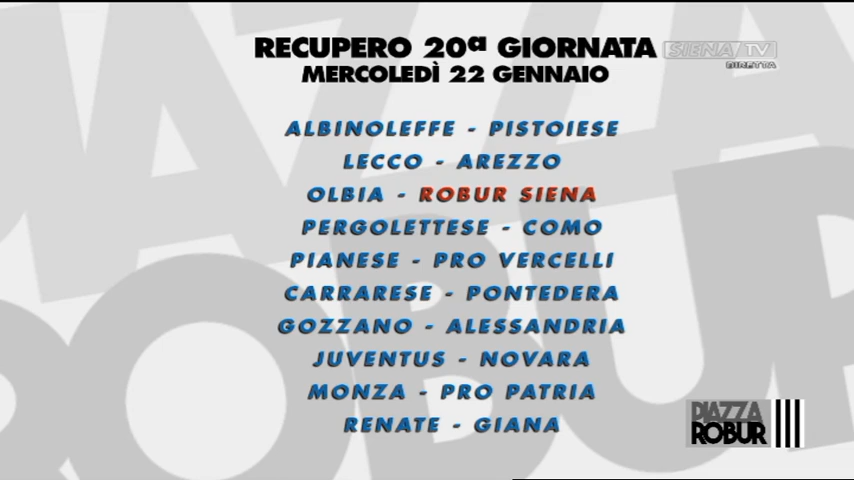 RECUPERO 20ª GIORNATA
MERCOLEDÌ 22 GENNAIO
SIENA TV
DIRETTA
ALBINOLEFFE - PISTOIESE
LECCO - AREZZO
OLBIA - ROBUR SIENA
PERGOLETTESE - COMO
PIANESE - PRO VERCELLI
CARRARESE - PONTEDERA
GOZZANO - ALESSANDRIA
JUVENTUS - NOVARA
MONZA - PRO PATRIA
RENATE - GIANA
PIAZZA
ROBUR